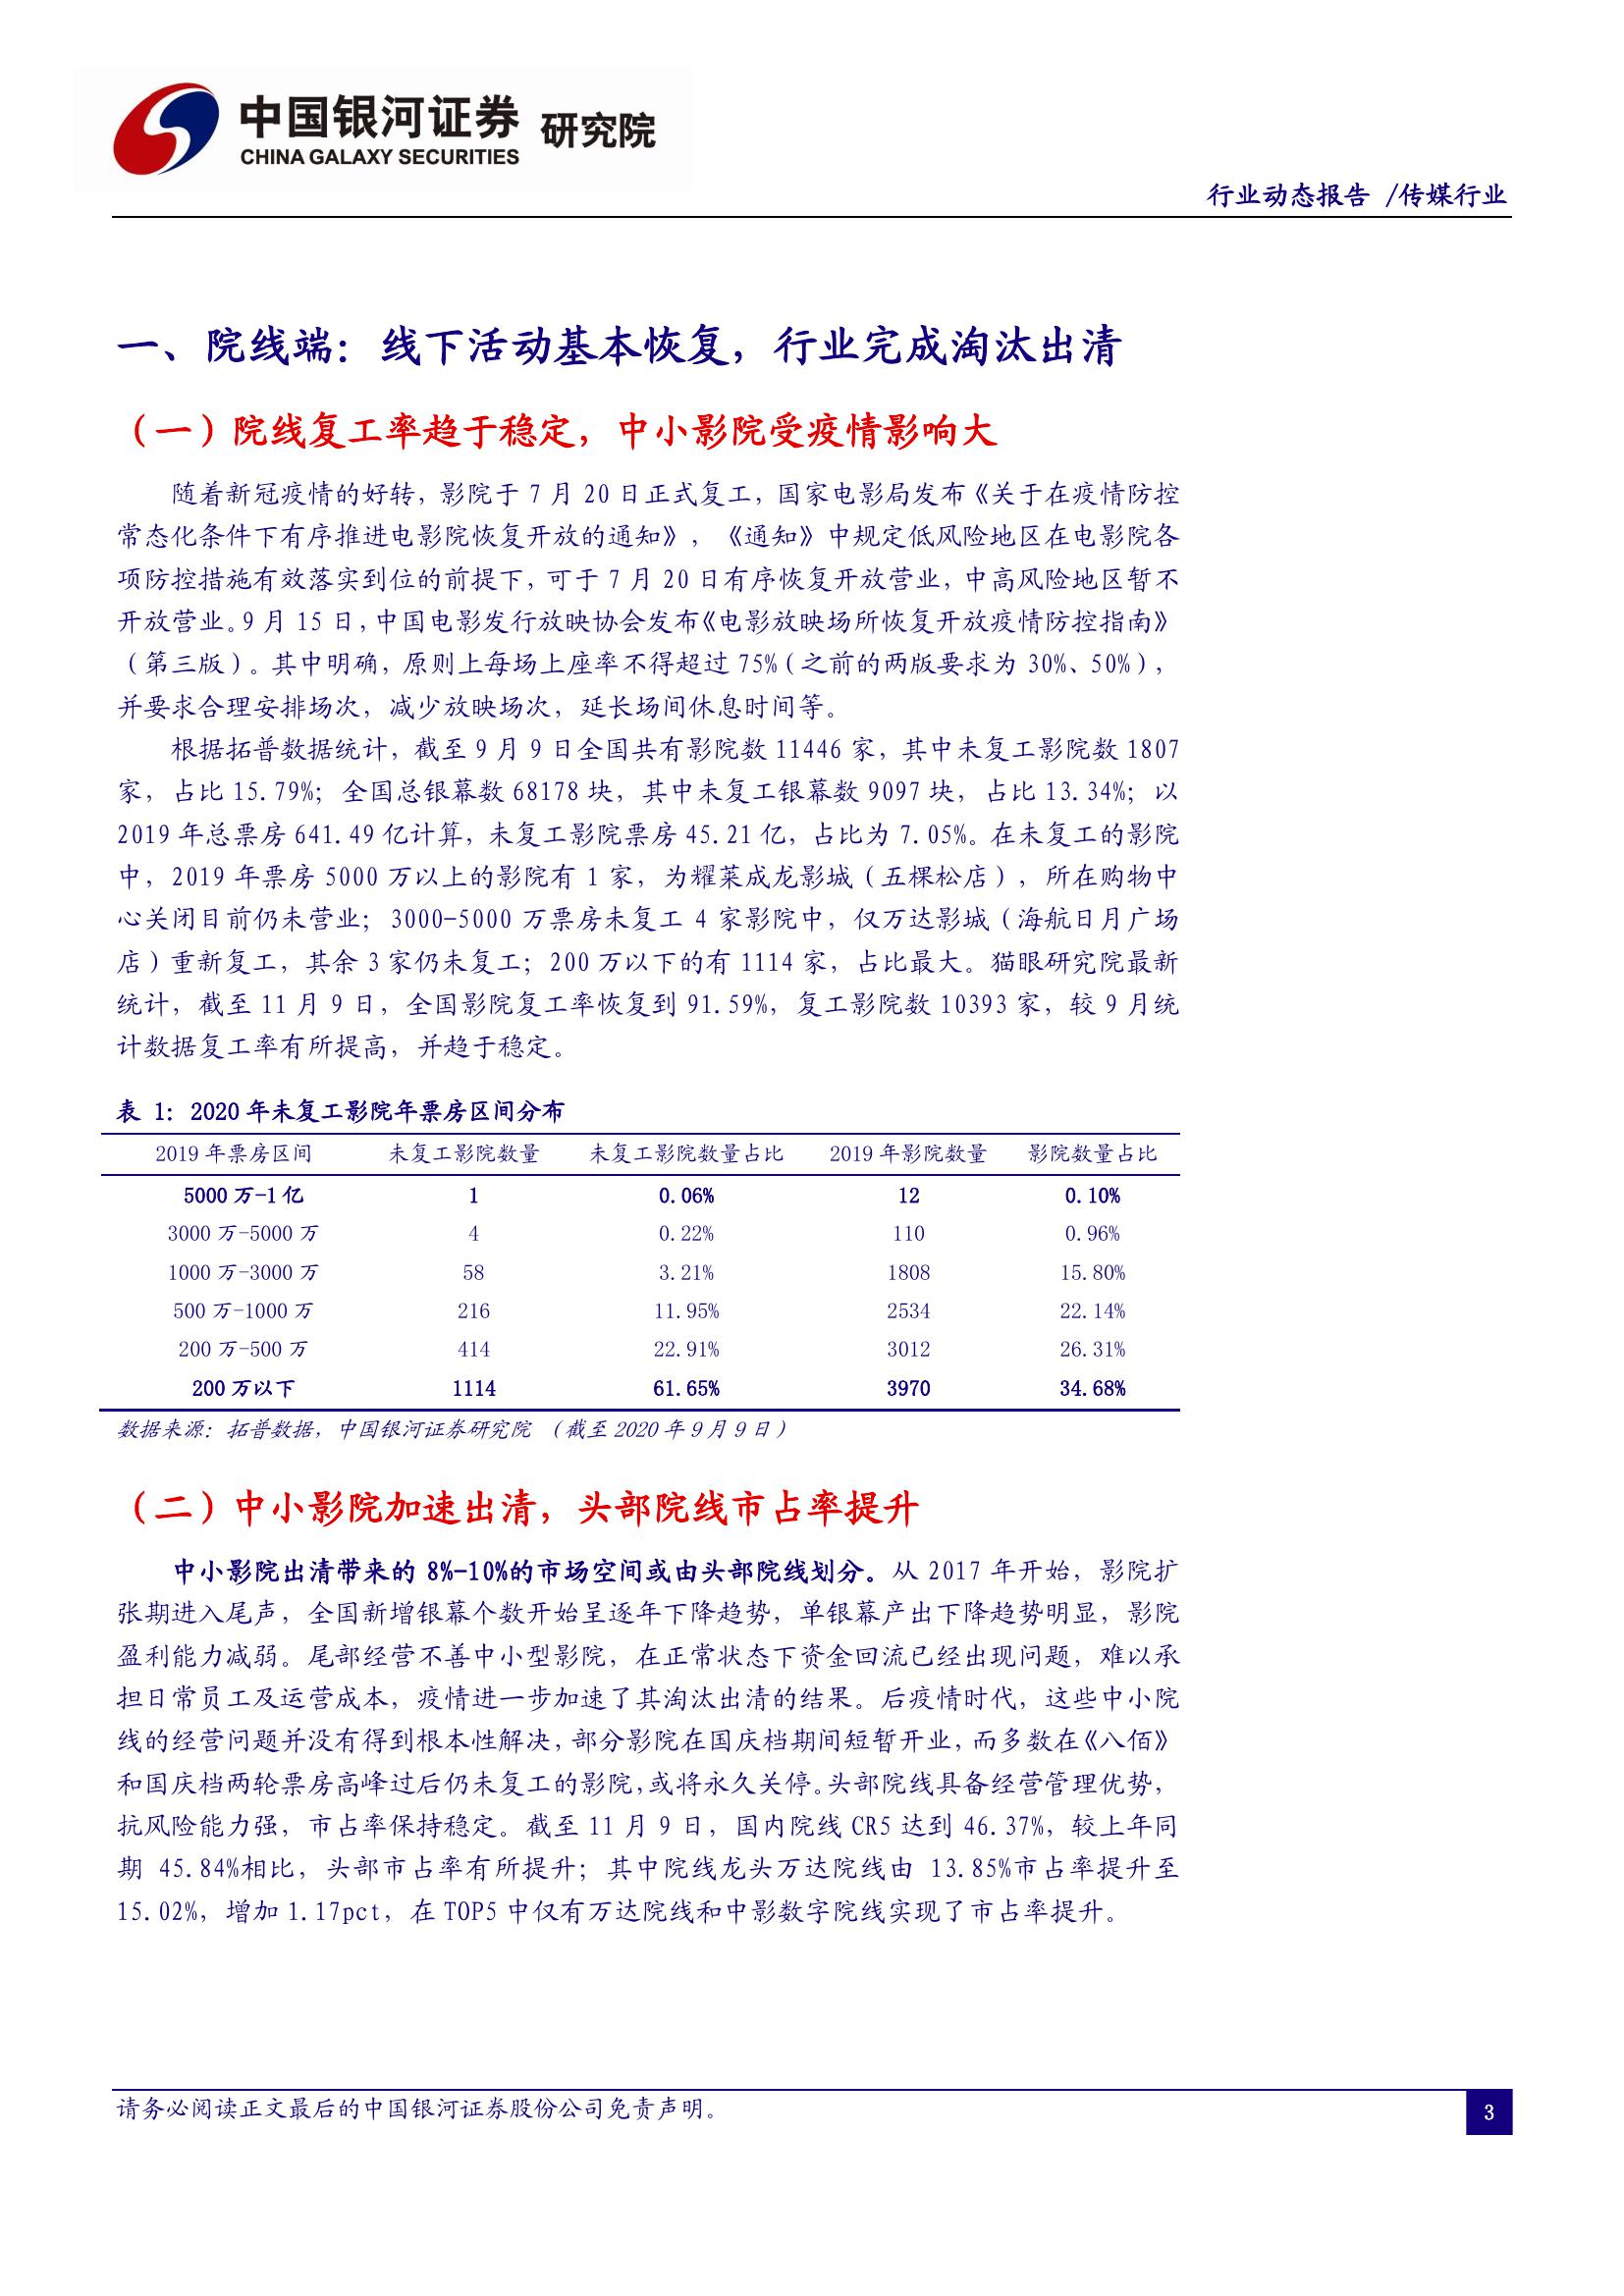 中国银河证券 研究院
CHINA GALAXY SECURITIES
行业动态报告 /传媒行业
一、院线端：线下活动基本恢复，行业完成淘汰出清
（一）院线复工率趋于稳定，中小影院受疫情影响大
随着新冠疫情的好转，影院于 7 月 20 日正式复工，国家电影局发布《关于在疫情防控
常态化条件下有序推进电影院恢复开放的通知》，《通知》中规定低风险地区在电影院各
项防控措施有效落实到位的前提下，可于 7 月 20 日有序恢复开放营业，中高风险地区暂不
开放营业。9 月 15 日，中国电影发行放映协会发布《电影放映场所恢复开放疫情防控指南》
（第三版）。其中明确，原则上每场上座率不得超过 75%（之前的两版要求为 30%、50%），
并要求合理安排场次，减少放映场次，延长场间休息时间等。
根据拓普数据统计，截至 9 月 9 日全国共有影院数 11446 家，其中未复工影院数 1807
家，占比 15.79%；全国总银幕数 68178 块，其中未复工银幕数 9097 块，占比 13.34%；以
2019 年总票房 641.49 亿计算，未复工影院票房 45.21 亿，占比为 7.05%。在未复工的影院
中，2019 年票房 5000 万以上的影院有 1 家，为耀莱成龙影城（五棵松店），所在购物中
心关闭目前仍未营业；3000-5000 万票房未复工 4 家影院中，仅万达影城（海航日月广场
店）重新复工，其余 3 家仍未复工；200 万以下的有 1114 家，占比最大。猫眼研究院最新
统计，截至 11 月 9 日，全国影院复工率恢复到 91.59%，复工影院数 10393 家，较 9 月统
计数据复工率有所提高，并趋于稳定。
表 1：2020 年未复工影院年票房区间分布
2019 年票房区间 未复工影院数量 未复工影院数量占比 2019 年影院数量 影院数量占比
5000 万-1 亿 1 0.06% 12 0.10%
3000 万-5000 万 4 0.22% 110 0.96%
1000 万-3000 万 58 3.21% 1808 15.80%
500 万-1000 万 216 11.95% 2534 22.14%
200 万-500 万 414 22.91% 3012 26.31%
200 万以下 1114 61.65% 3970 34.68%
数据来源：拓普数据，中国银河证券研究院 （截至 2020 年 9 月 9 日）
（二）中小影院加速出清，头部院线市占率提升
中小影院出清带来的 8%-10%的市场空间或由头部院线划分。从 2017 年开始，影院扩
张期进入尾声，全国新增银幕个数开始呈逐年下降趋势，单银幕产出下降趋势明显，影院
盈利能力减弱。尾部经营不善中小型影院，在正常状态下资金回流已经出现问题，难以承
担日常员工及运营成本，疫情进一步加速了其淘汰出清的结果。后疫情时代，这些中小院
线的经营问题并没有得到根本性解决，部分影院在国庆档期间短暂开业，而多数在《八佰》
和国庆档两轮票房高峰过后仍未复工的影院，或将永久关停。头部院线具备经营管理优势，
抗风险能力强，市占率保持稳定。截至 11 月 9 日，国内院线 CR5 达到 46.37%，较上年同
期 45.84%相比，头部市占率有所提升；其中院线龙头万达院线由 13.85%市占率提升至
15.02%，增加 1.17pct，在 TOP5 中仅有万达院线和中影数字院线实现了市占率提升。
请务必阅读正文最后的中国银河证券股份公司免责声明。
3